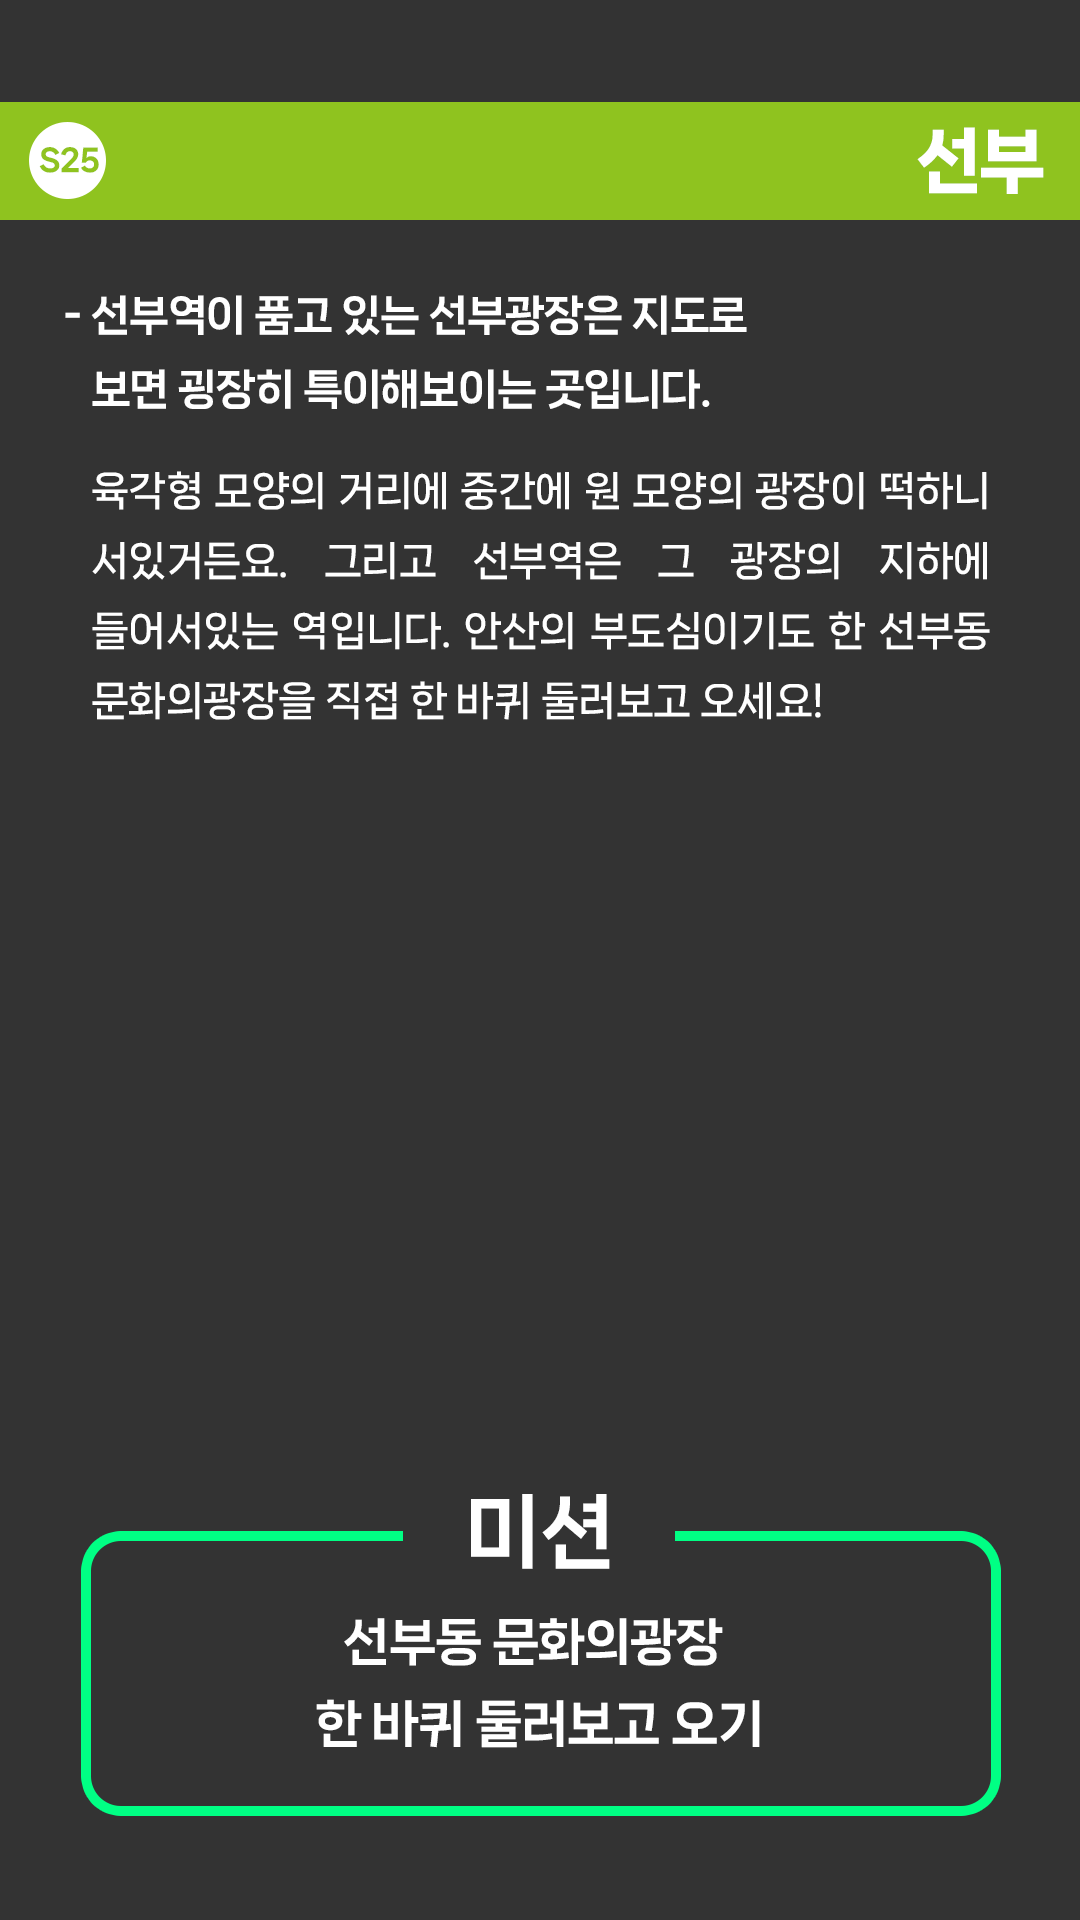 S25
선부
- 선부역이 품고 있는 선부광장은 지도로
보면 굉장히 특이해보이는 곳입니다.
육각형 모양의 거리에 중간에 원 모양의 광장이 떡하니
서있거든요. 그리고 선부역은 그 광장의 지하에
들어서있는 역입니다. 안산의 부도심이기도 한 선부동
문화의광장을 직접 한 바퀴 둘러보고 오세요!
미션
선부동 문화의광장
한 바퀴 둘러보고 오기